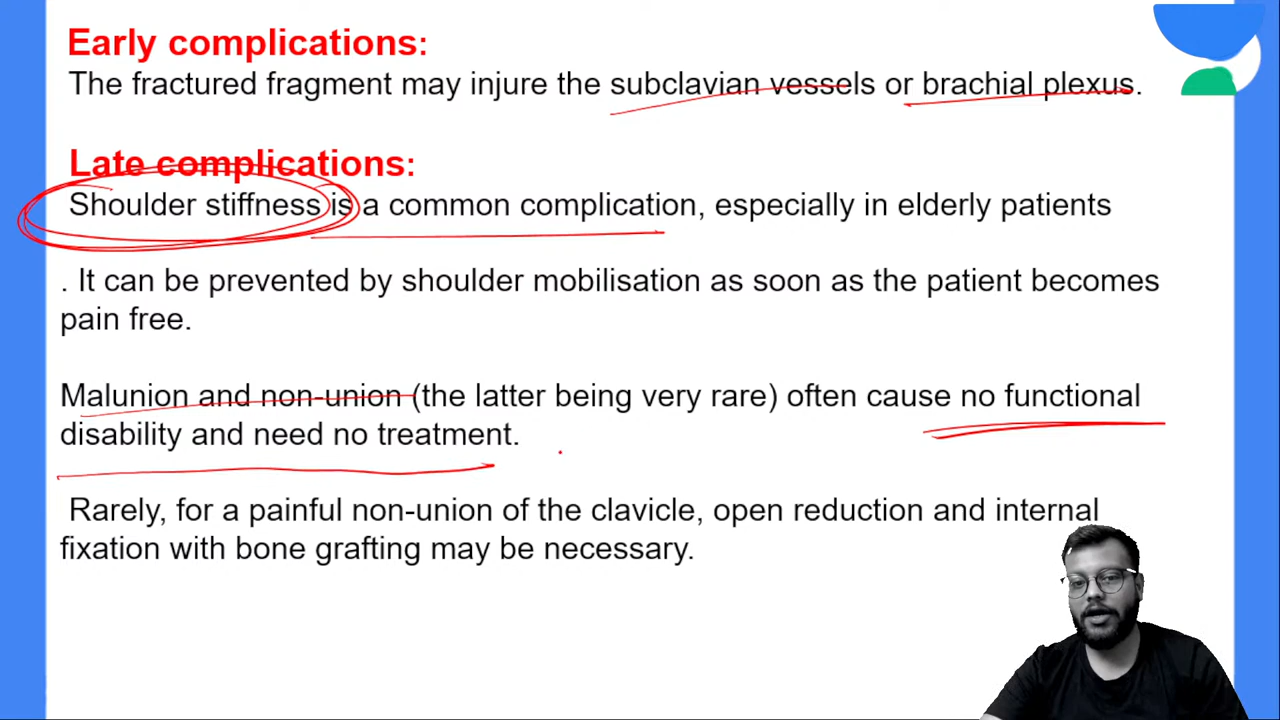 Early complications:
The fractured fragment may injure the subclavian vessels or brachial plexus.
Late complications:
Shoulder stiffness is a common complication, especially in elderly patients
. It can be prevented by shoulder mobilisation as soon as the patient becomes
pain free.
Malunion and non-union (the latter being very rare) often cause no functional
disability and need no treatment.
Rarely, for a painful non-union of the clavicle, open reduction and internal
fixation with bone grafting may be necessary.